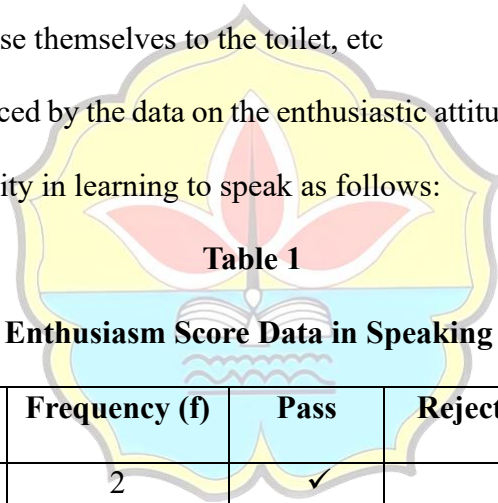 se themselves to the toilet, etc
ced by the data on the enthusiastic attitu
ity in learning to speak as follows:
Table 1
Enthusiasm Score Data in Speaking
Frequency (f) Pass Reject
2 ✓